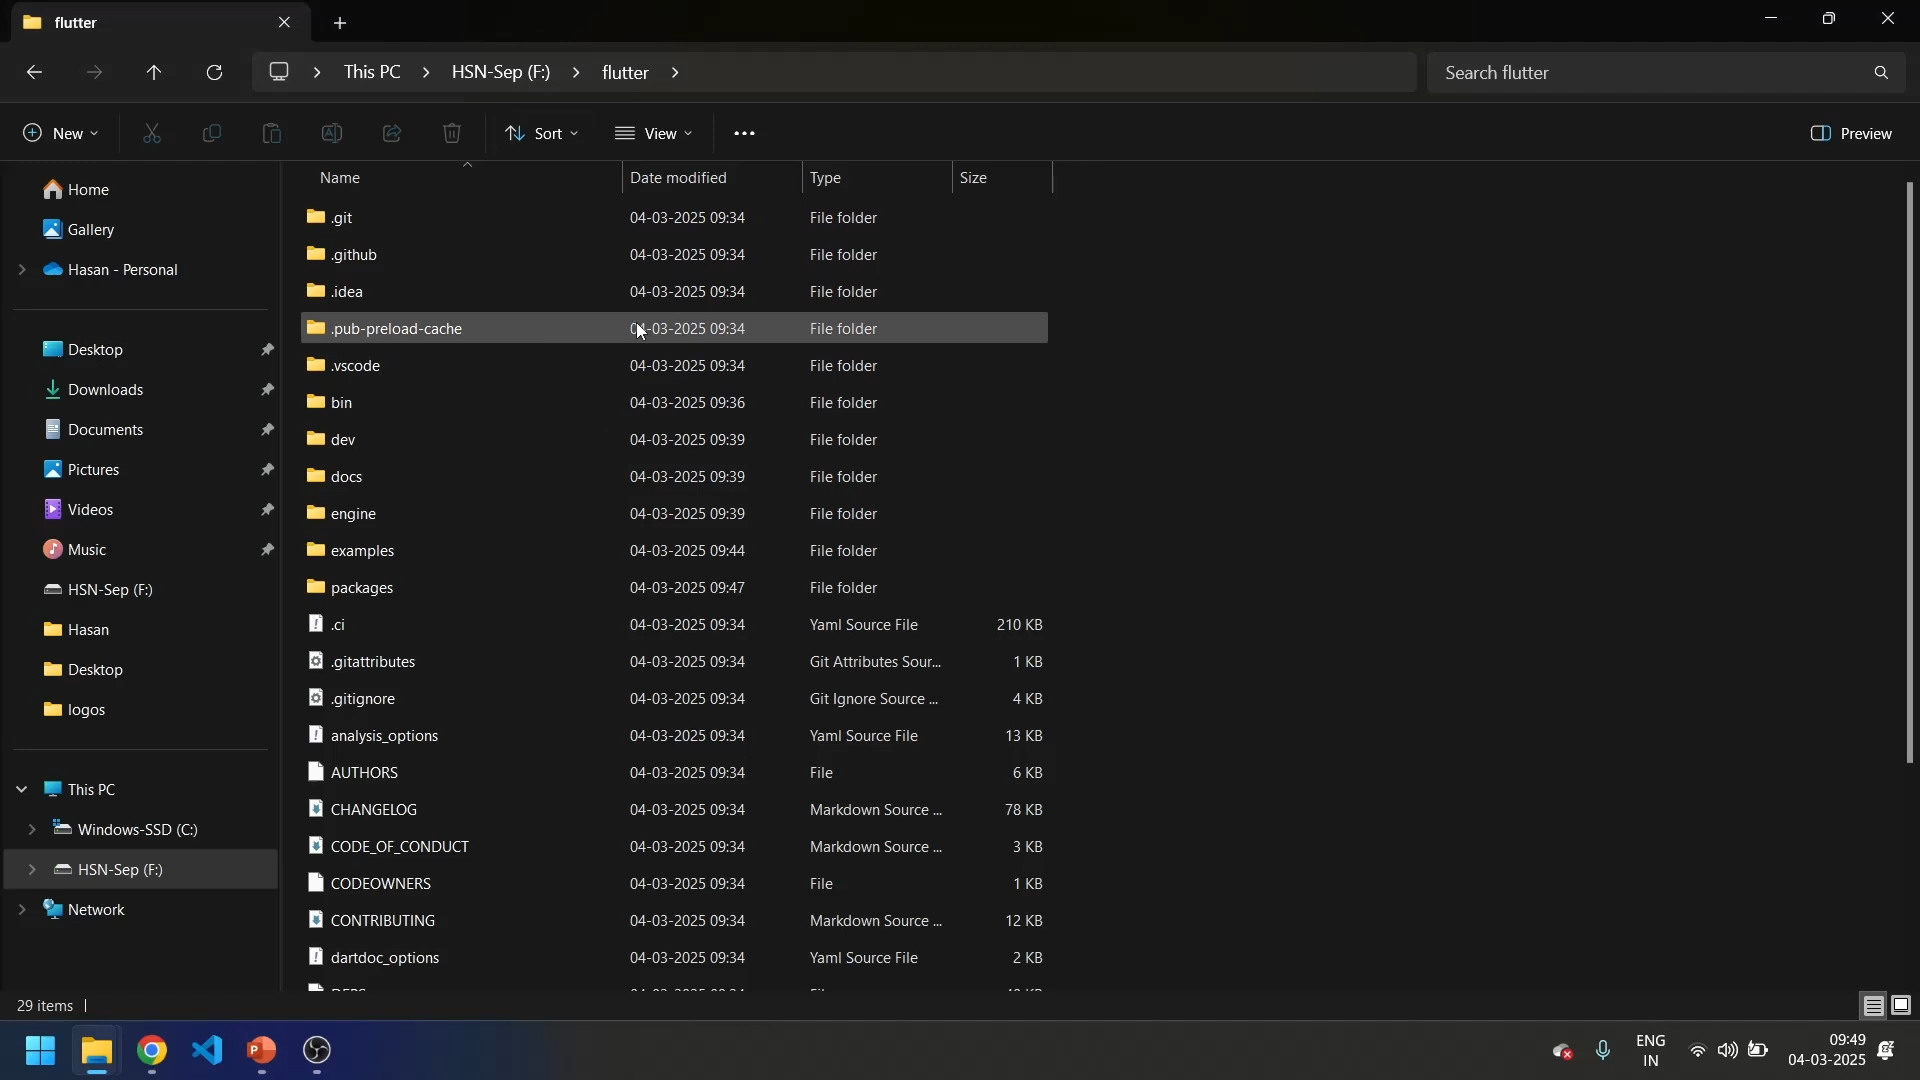 flutter
This PC
HSN-Sep (F:)
flutter
Search flutter
New
Sort
View
Preview
Name
Date modified
Type
Size
Home
Gallery
Hasan - Personal
Desktop
Downloads
Documents
Pictures
Videos
Music
HSN-Sep (F:)
Hasan
Desktop
logos
This PC
Windows-SSD (C:)
HSN-Sep (F:)
Network
.git 04-03-2025 09:34 File folder
.github 04-03-2025 09:34 File folder
.idea 04-03-2025 09:34 File folder
.pub-preload-cache 04-03-2025 09:34 File folder
.vscode 04-03-2025 09:34 File folder
bin 04-03-2025 09:36 File folder
dev 04-03-2025 09:39 File folder
docs 04-03-2025 09:39 File folder
engine 04-03-2025 09:39 File folder
examples 04-03-2025 09:44 File folder
packages 04-03-2025 09:47 File folder
.ci 04-03-2025 09:34 Yaml Source File 210 KB
.gitattributes 04-03-2025 09:34 Git Attributes Sour... 1 KB
.gitignore 04-03-2025 09:34 Git Ignore Source ... 4 KB
analysis_options 04-03-2025 09:34 Yaml Source File 13 KB
AUTHORS 04-03-2025 09:34 File 6 KB
CHANGELOG 04-03-2025 09:34 Markdown Source ... 78 KB
CODE_OF_CONDUCT 04-03-2025 09:34 Markdown Source ... 3 KB
CODEOWNERS 04-03-2025 09:34 File 1 KB
CONTRIBUTING 04-03-2025 09:34 Markdown Source ... 12 KB
dartdoc_options 04-03-2025 09:34 Yaml Source File 2 KB
29 items
ENG
IN
09:49
04-03-2025